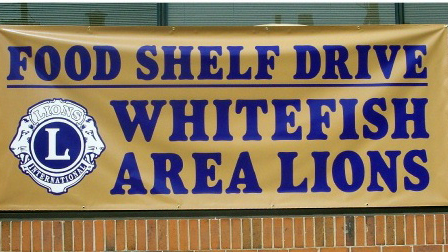 FOOD SHELF DRIVE
WHITEFISH
AREA LIONS
LIONS
L
INTERNATIONAL